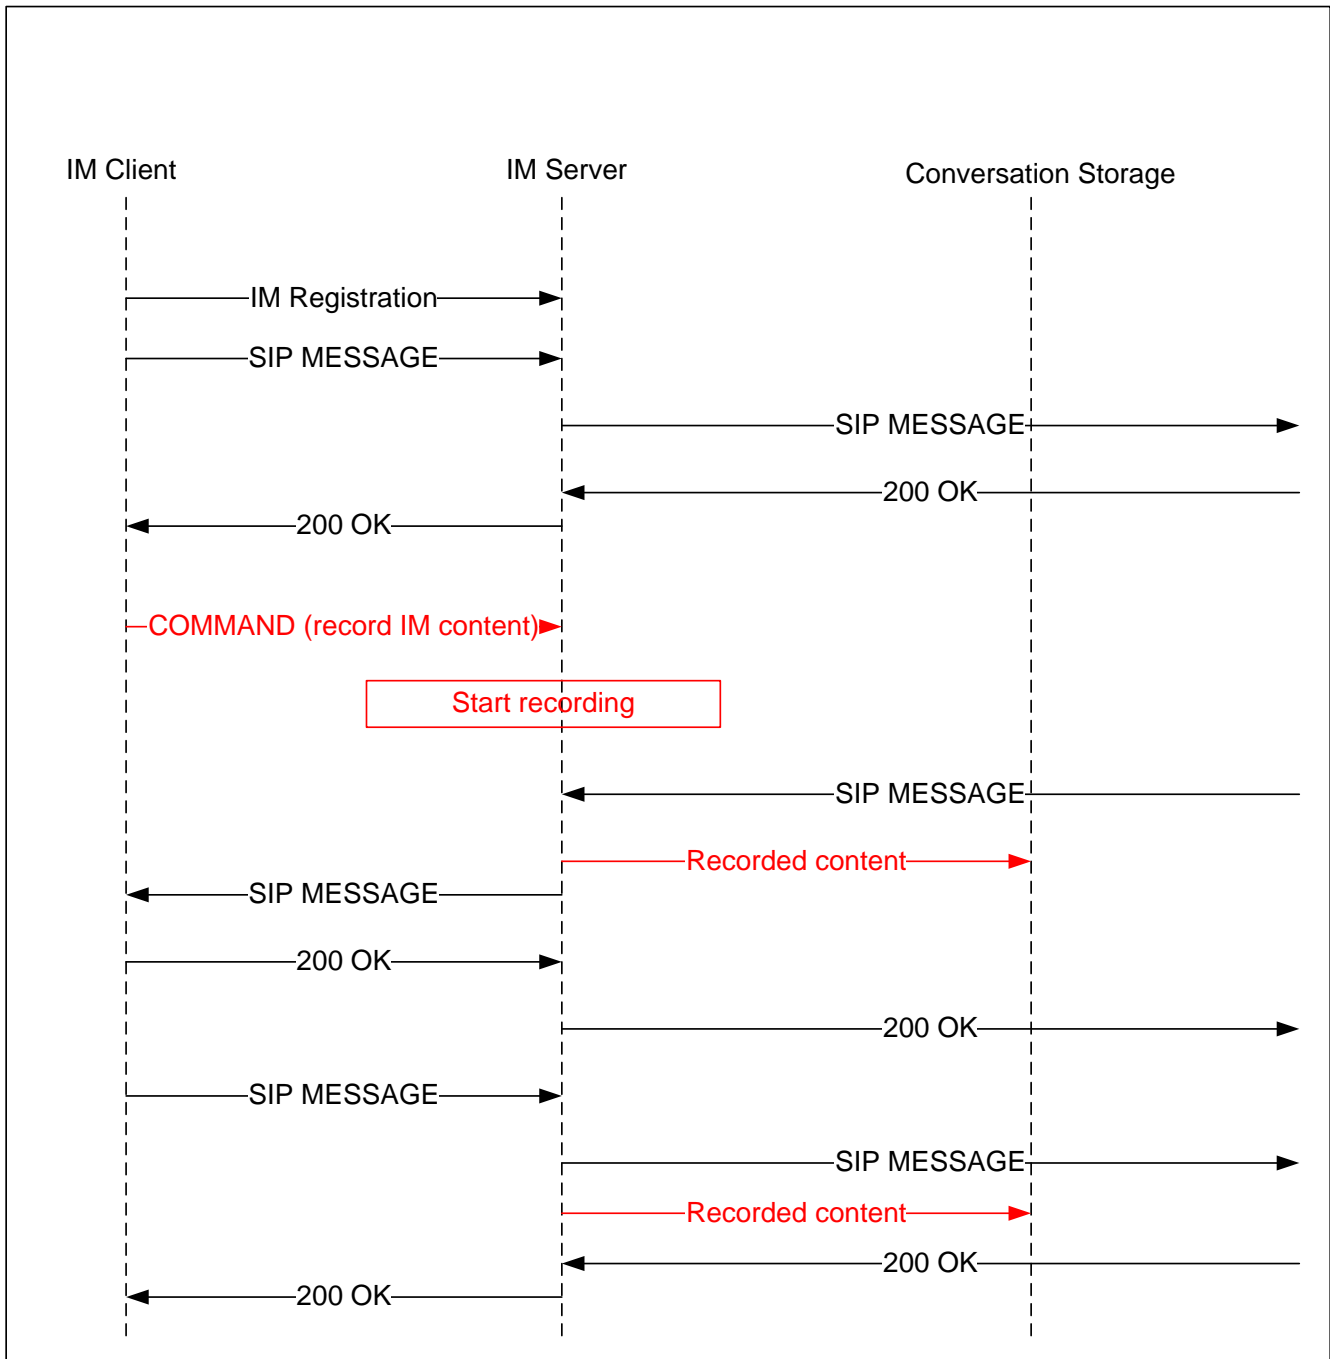 IM Client
IM Server
Conversation Storage
IM Registration
SIP MESSAGE
SIP MESSAGE
200 OK
200 OK
COMMAND (record IM content)
Start recording
SIP MESSAGE
Recorded content
SIP MESSAGE
200 OK
200 OK
SIP MESSAGE
SIP MESSAGE
Recorded content
200 OK
200 OK